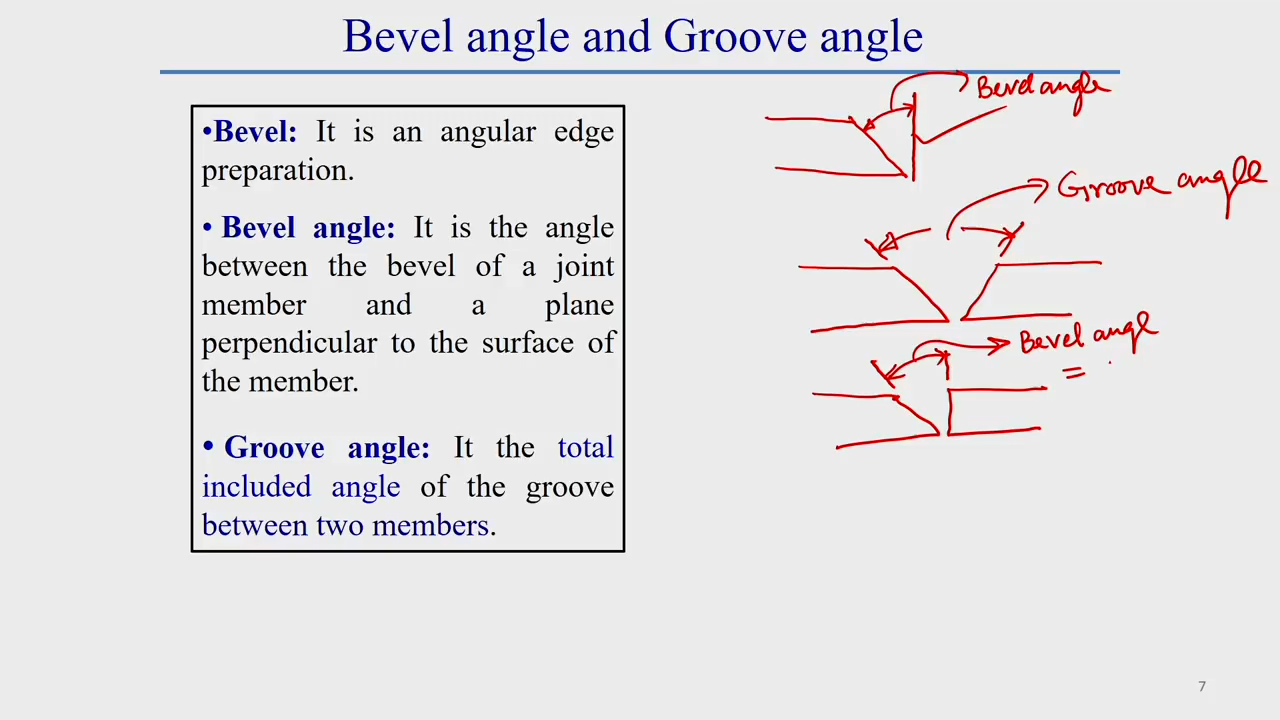 Bevel angle and Groove angle
•Bevel: It is an angular edge
preparation.
• Bevel angle: It is the angle
between the bevel of a joint
member and a plane
perpendicular to the surface of
the member.
• Groove angle: It the total
included angle of the groove
between two members.
Bevel angle
Groove angle
Bevel angle
=
7